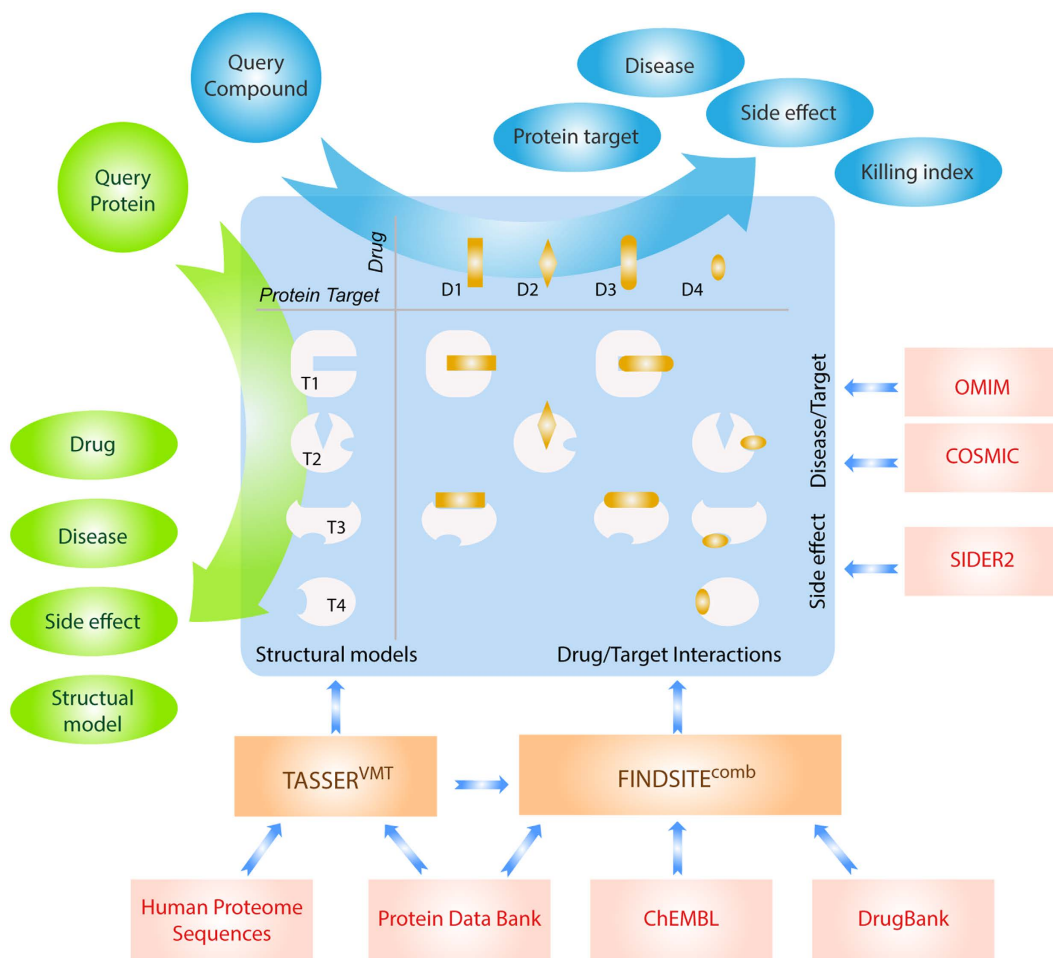 Query
Compound
Disease
Side effect
Protein target
Killing index
Query
Protein
Drug
Protein Target
D1
D2
D3
D4
T1
T2
T3
T4
Disease/Target
Side effect
OMIM
COSMIC
SIDER2
Drug
Disease
Side effect
Structual
model
Structural models
Drug/Target Interactions
TASSERVMT
FINDSITEcomb
Human Proteome
Sequences
Protein Data Bank
ChEMBL
DrugBank